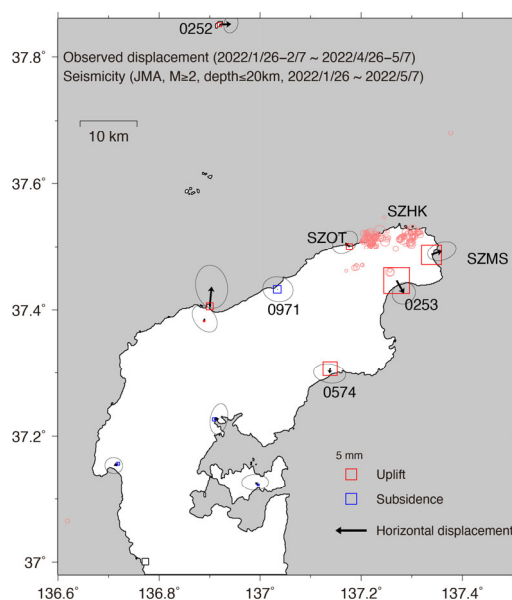 0252
Observed displacement (2022/1/26−2/7 ~ 2022/4/26−5/7)
Seismicity (JMA, M≥2, depth≤20km, 2022/1/26 ~ 2022/5/7)
10 km
SZHK
SZOT
SZMS
0971
0253
0574
5 mm
Uplift
Subsidence
Horizontal displacement
37.8°
37.6°
37.4°
37.2°
37°
136.6°
136.8°
137°
137.2°
137.4°